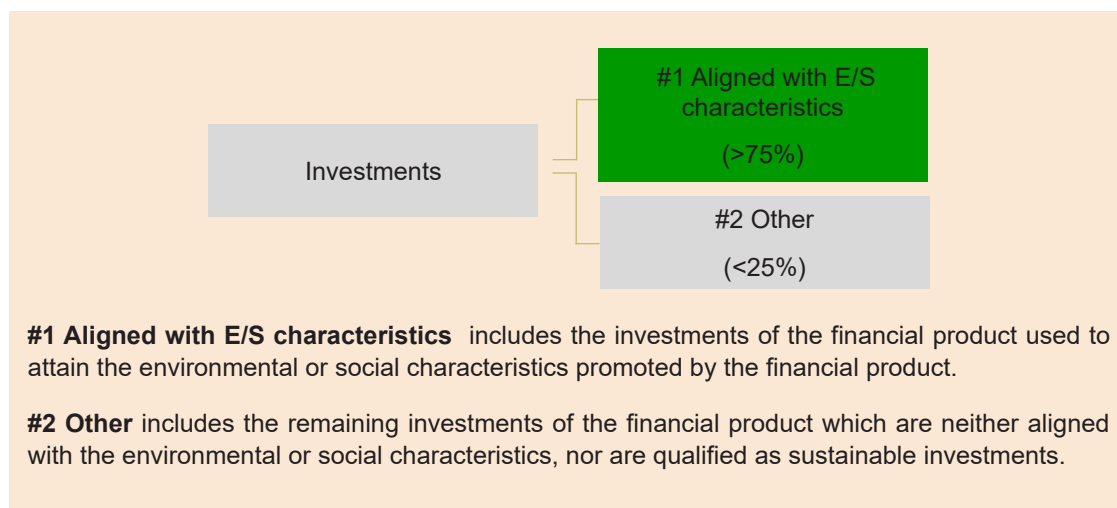 #1 Aligned with E/S
characteristics
(>75%)
Investments
#2 Other
(<25%)
#1 Aligned with E/S characteristics includes the investments of the financial product used to
attain the environmental or social characteristics promoted by the financial product.
#2 Other includes the remaining investments of the financial product which are neither aligned
with the environmental or social characteristics, nor are qualified as sustainable investments.